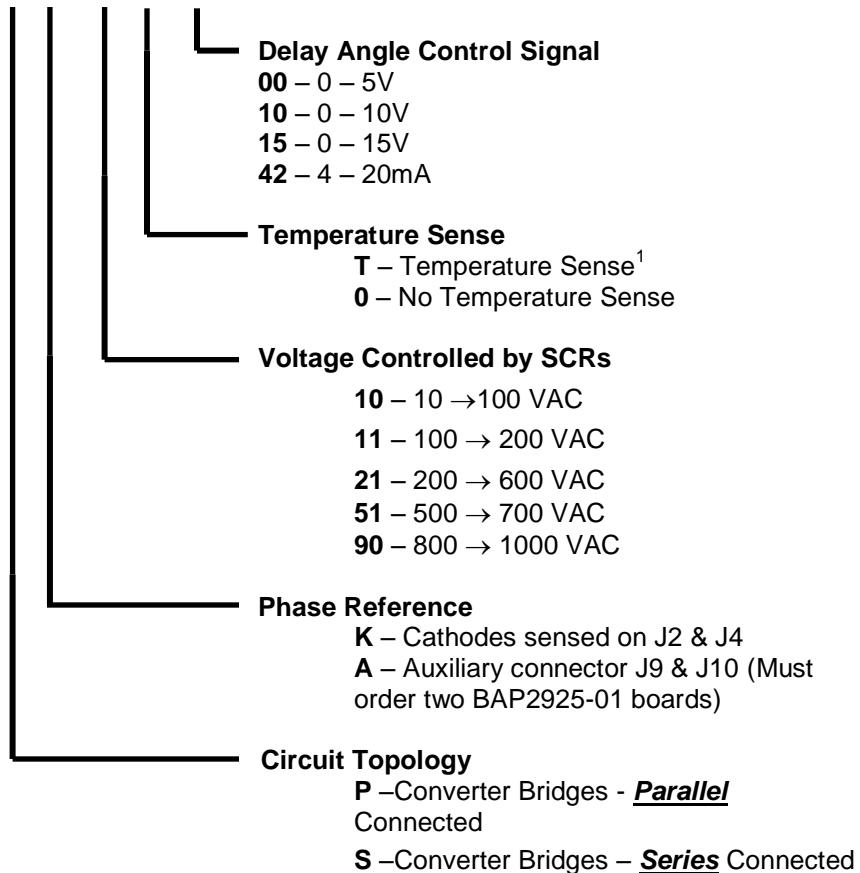 Delay Angle Control Signal
00 – 0 – 5V
10 – 0 – 10V
15 – 0 – 15V
42 – 4 – 20mA
Temperature Sense
T – Temperature Sense¹
0 – No Temperature Sense
Voltage Controlled by SCRs
10 – 10 →100 VAC
11 – 100 → 200 VAC
21 – 200 → 600 VAC
51 – 500 → 700 VAC
90 – 800 → 1000 VAC
Phase Reference
K – Cathodes sensed on J2 & J4
A – Auxiliary connector J9 & J10 (Must
order two BAP2925-01 boards)
Circuit Topology
P –Converter Bridges - Parallel
Connected
S –Converter Bridges – Series Connected